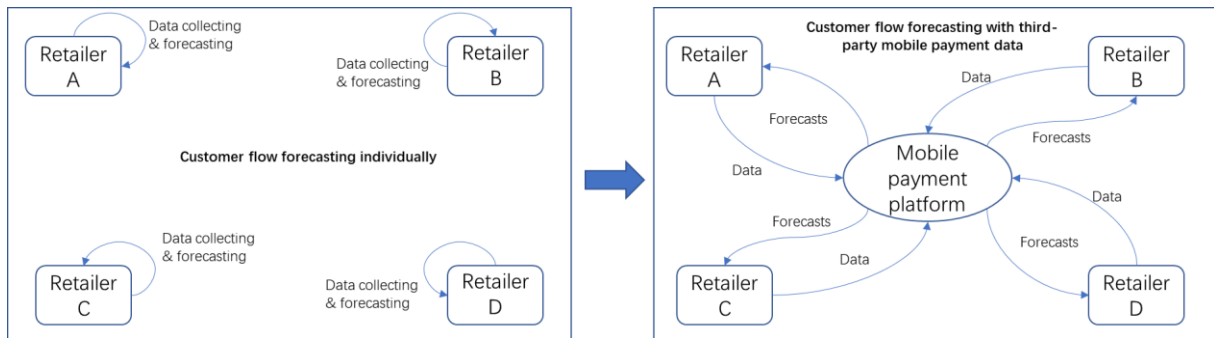 Data collecting
& forecasting
Retailer
A
Data collecting
& forecasting
Retailer
B
Customer flow forecasting individually
Data collecting
& forecasting
Retailer
C
Data collecting
& forecasting
Retailer
D
Customer flow forecasting with third-
party mobile payment data
Retailer
A
Data
Retailer
B
Forecasts
Forecasts
Data
Mobile
payment
platform
Data
Forecasts
Forecasts
Data
Retailer
C
Retailer
D